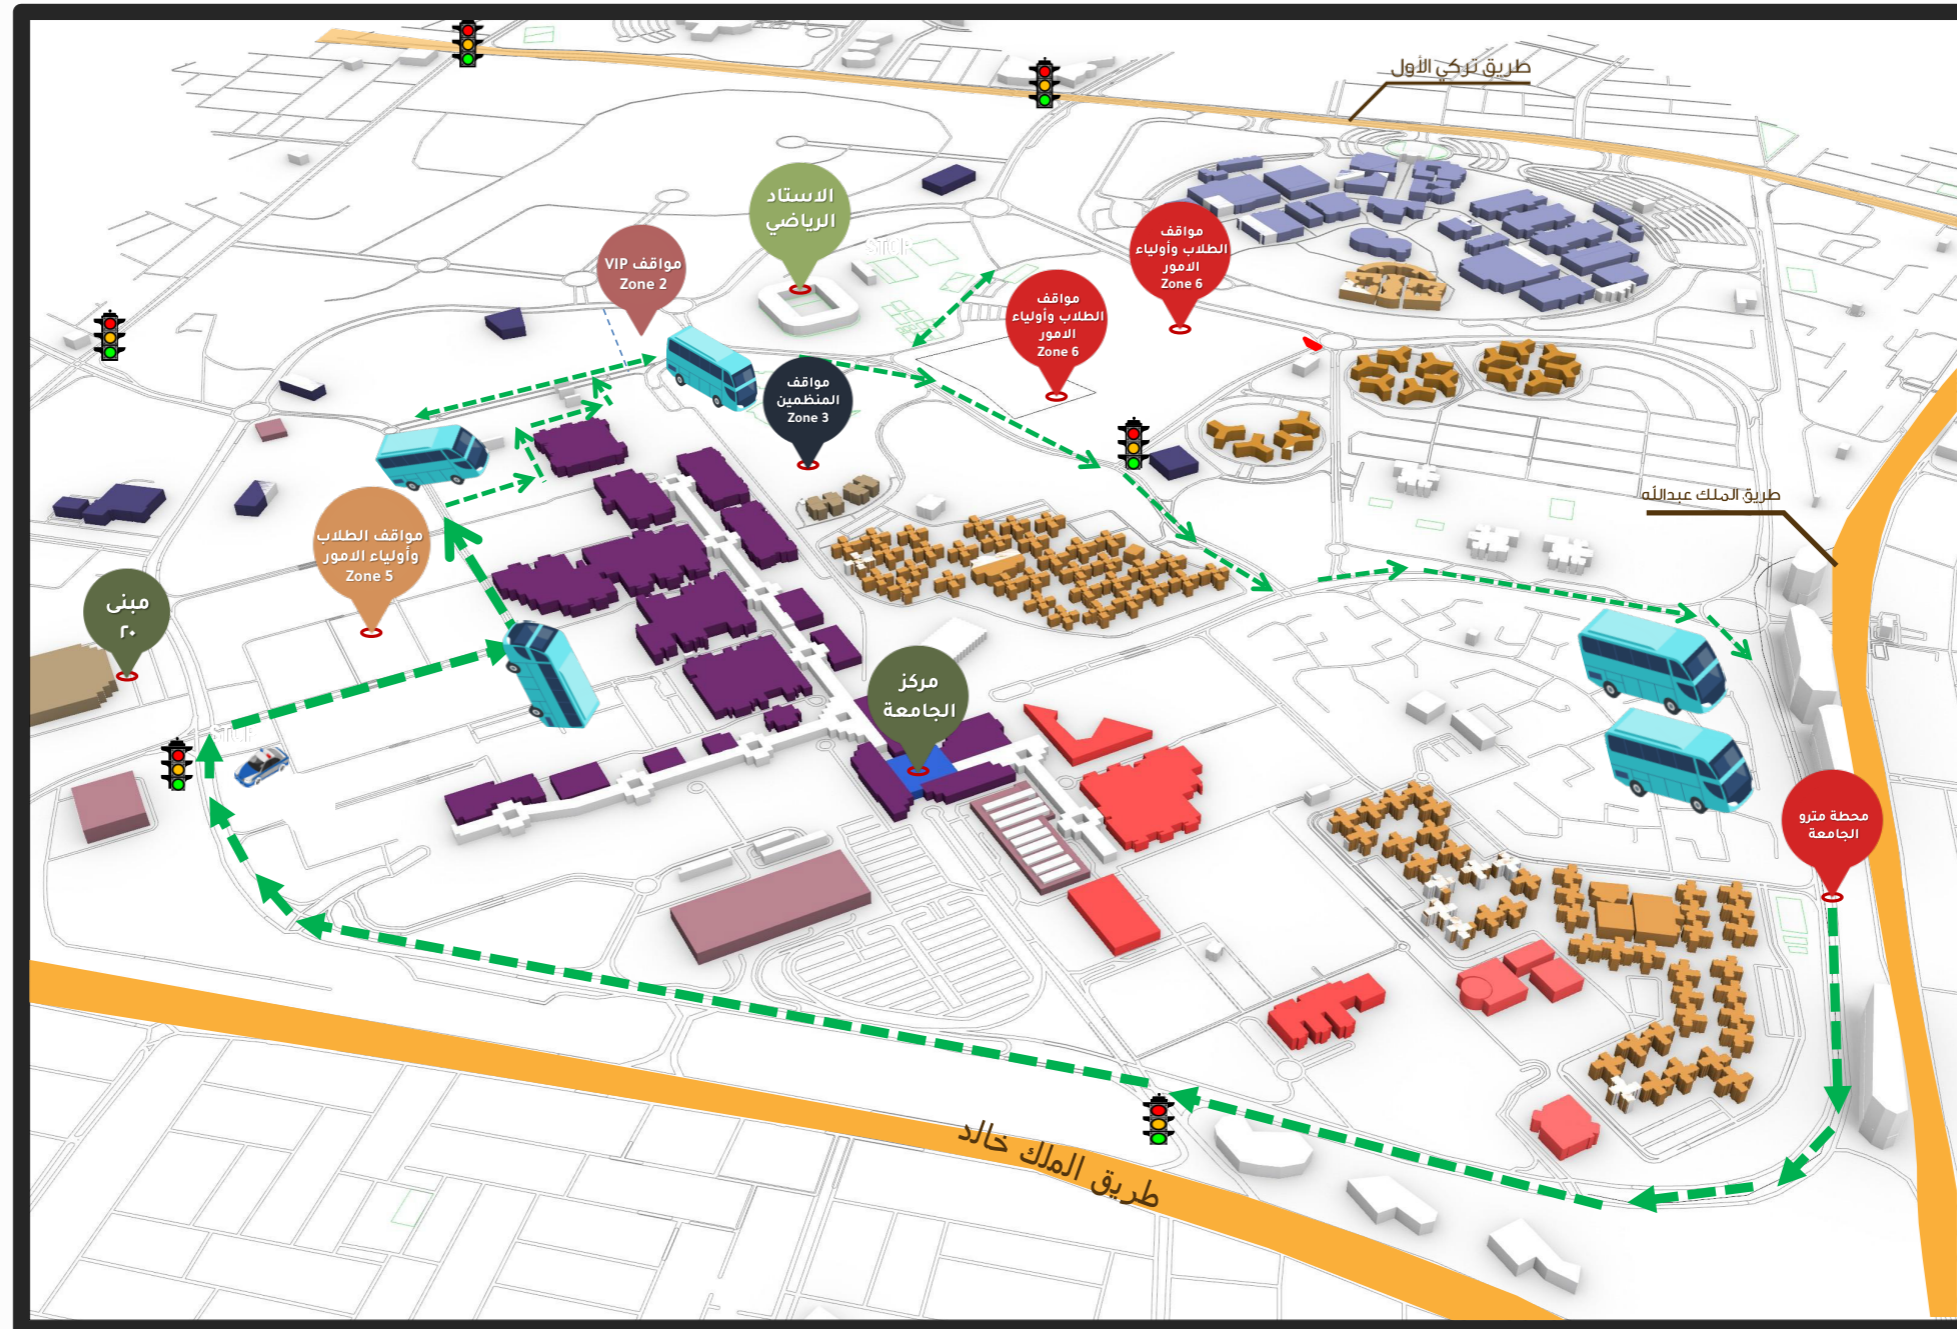 طريق تركي الأول
الاستاد
الرياضي
STOP
مواقف VIP
Zone 2
مواقف
الطلاب وأولياء
الامور
Zone 6
مواقف
الطلاب وأولياء
الامور
Zone 6
مواقف
المنظمين
Zone 3
طريق الملك عبدالله
مواقف الطلاب
وأولياء الامور
Zone 5
مبنى
٢٠
مركز
الجامعة
STOP
محطة مترو
الجامعة
طريق الملك خالد